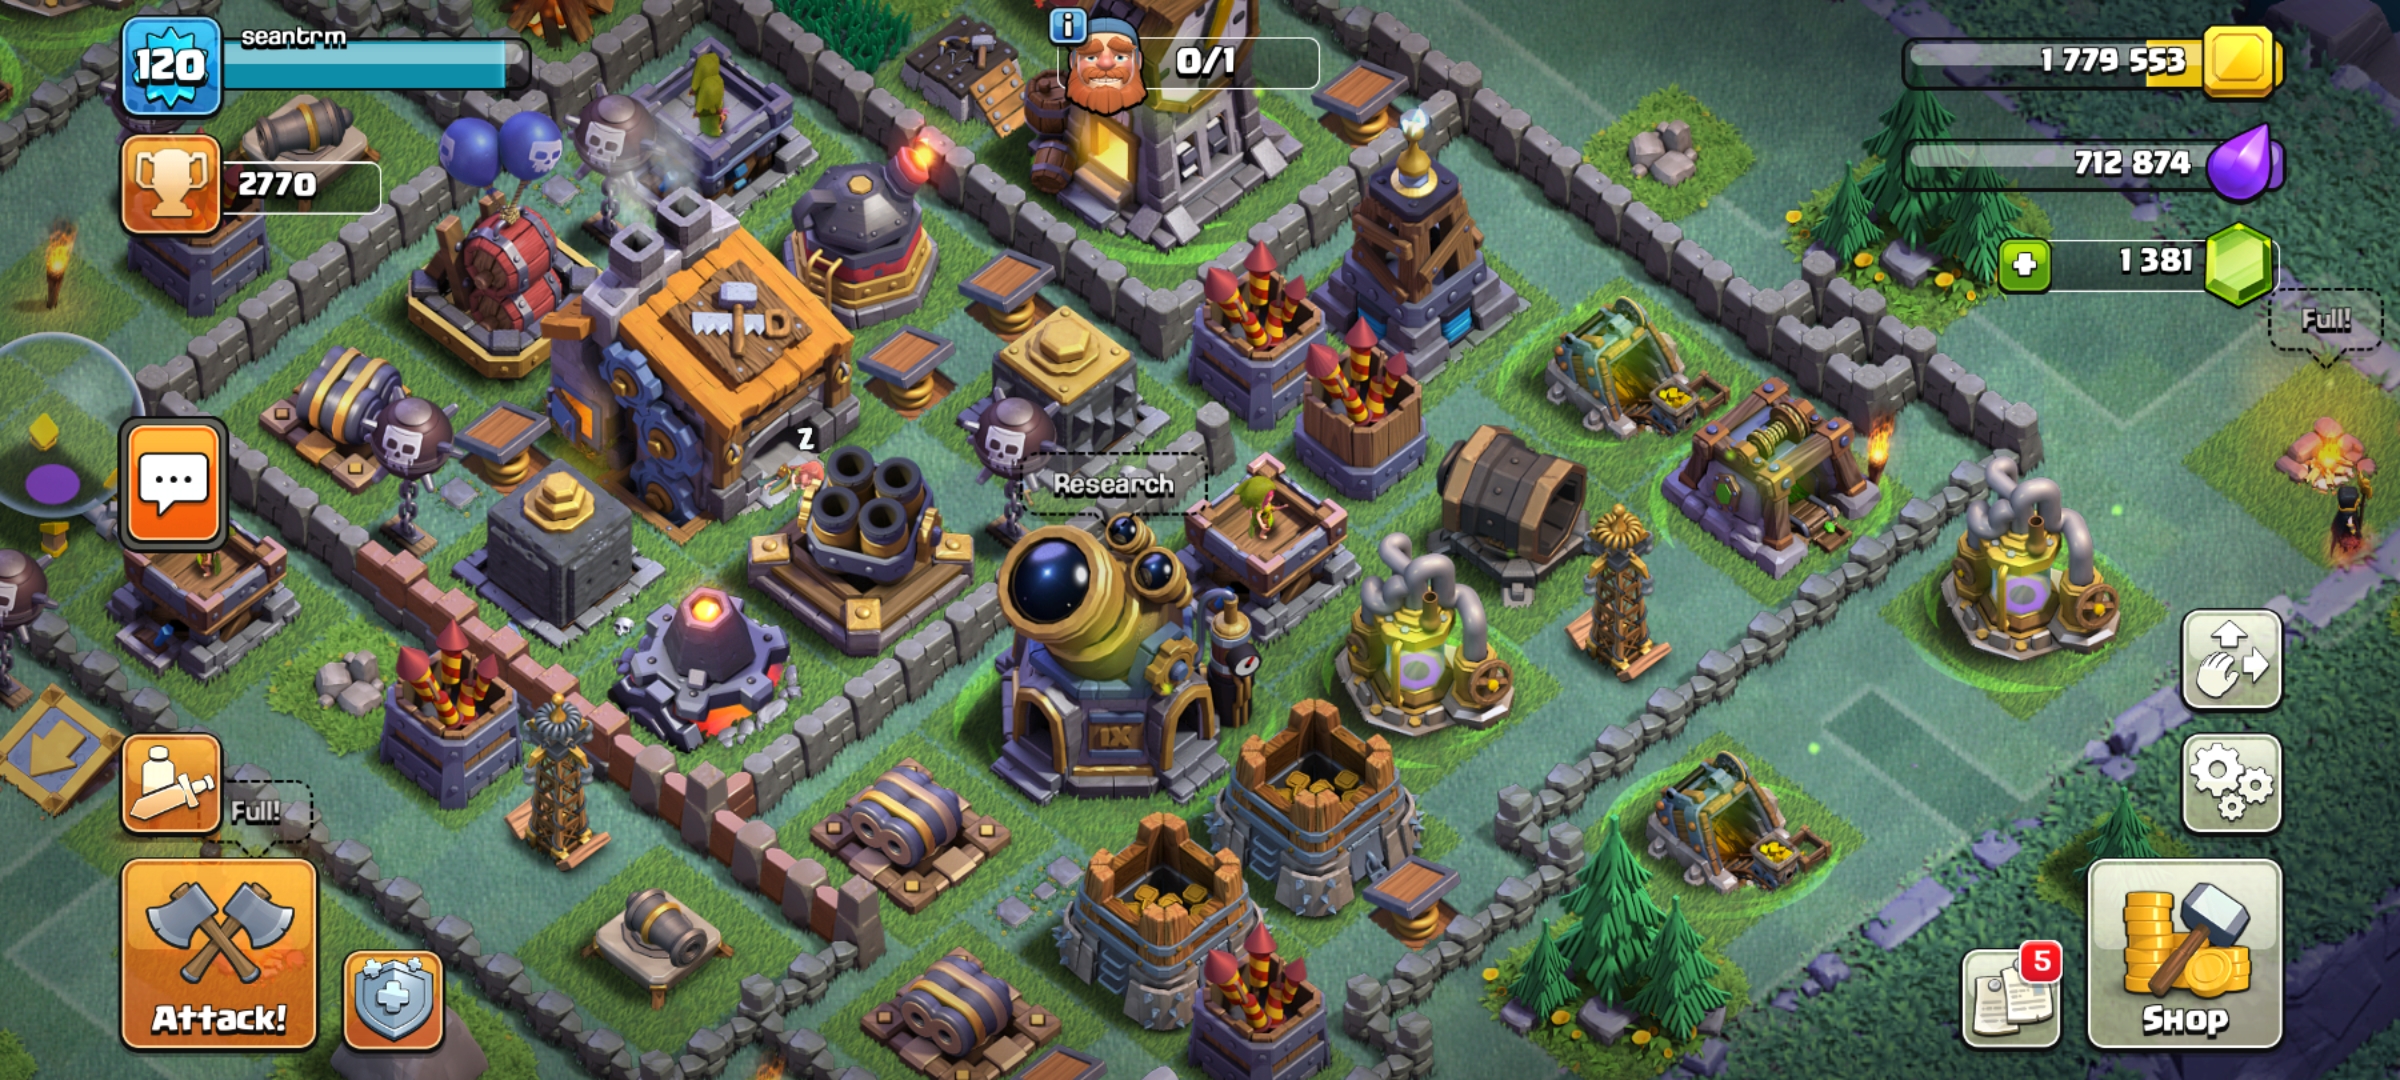 120
seantrm
i
0/1
1 779 553
2770
712 874
1 381
Full!
Z
Research
IX
Full!
Attack!
5
Shop